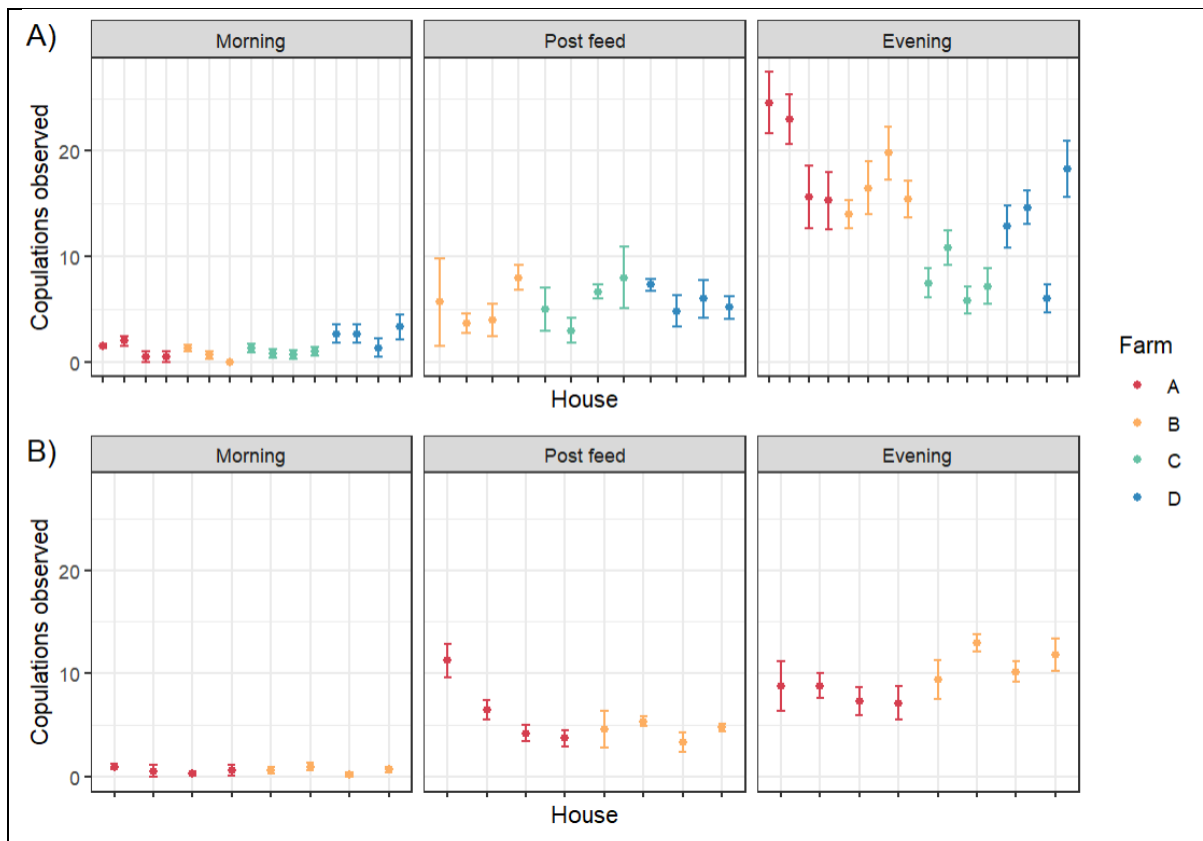 A)
Morning
Post feed
Evening
Copulations observed
20
10
0
House
B)
Morning
Post feed
Evening
Copulations observed
20
10
0
House
Farm
A
B
C
D